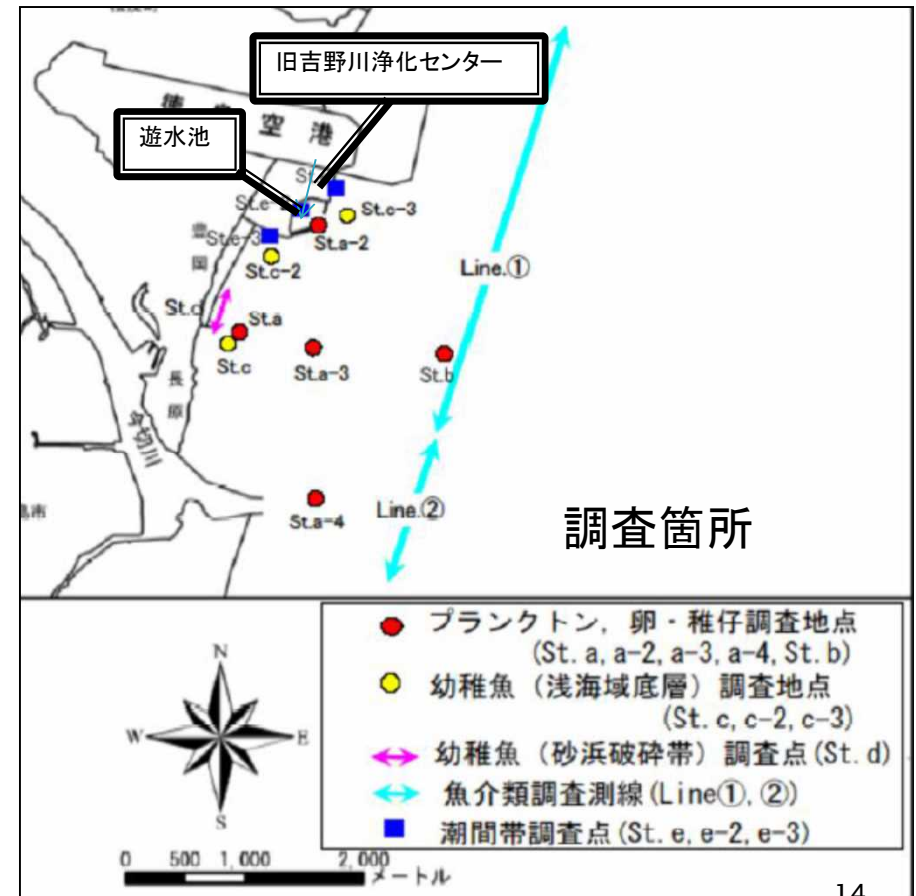 旧吉野川浄化センター
空港
遊水池
St.c-3
St.a-2
St.e-3
St.c-2
豊岡
Line.①
St.d
St.a
St.c
St.a-3
St.b
長原
今切川
St.a-4
Line.②
調査箇所
プランクトン，卵・稚仔調査地点
(St. a, a-2, a-3, a-4, St. b)
幼稚魚（浅海域底層）調査地点
(St. c, c-2, c-3)
幼稚魚（砂浜破砕帯）調査点(St. d)
魚介類調査測線(Line①, ②)
潮間帯調査点(St. e, e-2, e-3)
N
W
E
S
0 500 1,000 2,000
メートル
14